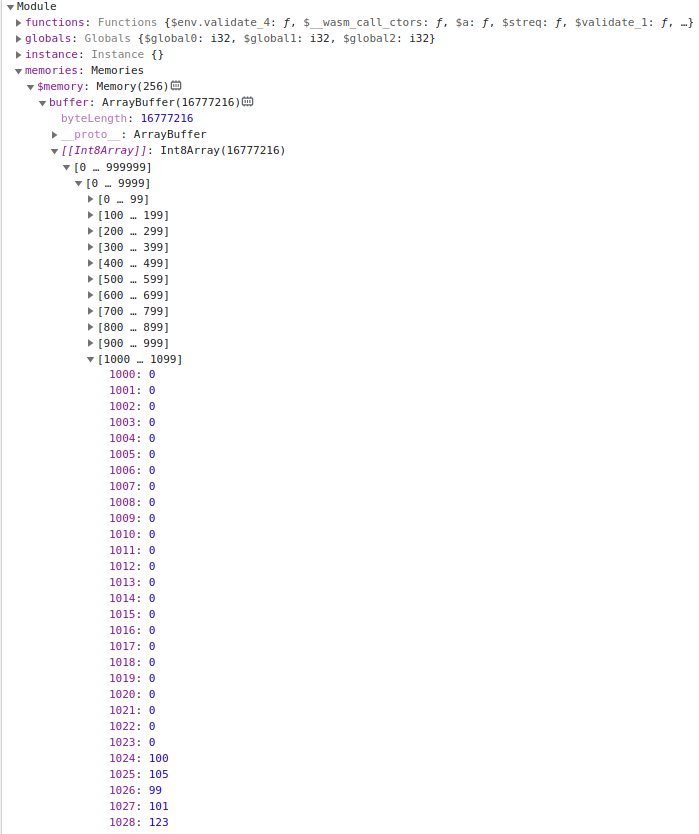 Module
functions: Functions {$env.validate_4: ƒ, $__wasm_call_ctors: ƒ, $a: ƒ, $streq: ƒ, $validate_1: ƒ, …}
globals: Globals {$global0: i32, $global1: i32, $global2: i32}
instance: Instance {}
memories: Memories
$memory: Memory(256)
buffer: ArrayBuffer(16777216)
byteLength: 16777216
__proto__: ArrayBuffer
[[Int8Array]]: Int8Array(16777216)
[0 … 999999]
[0 … 9999]
[0 … 99]
[100 … 199]
[200 … 299]
[300 … 399]
[400 … 499]
[500 … 599]
[600 … 699]
[700 … 799]
[800 … 899]
[900 … 999]
[1000 … 1099]
1000: 0
1001: 0
1002: 0
1003: 0
1004: 0
1005: 0
1006: 0
1007: 0
1008: 0
1009: 0
1010: 0
1011: 0
1012: 0
1013: 0
1014: 0
1015: 0
1016: 0
1017: 0
1018: 0
1019: 0
1020: 0
1021: 0
1022: 0
1023: 0
1024: 100
1025: 105
1026: 99
1027: 101
1028: 123